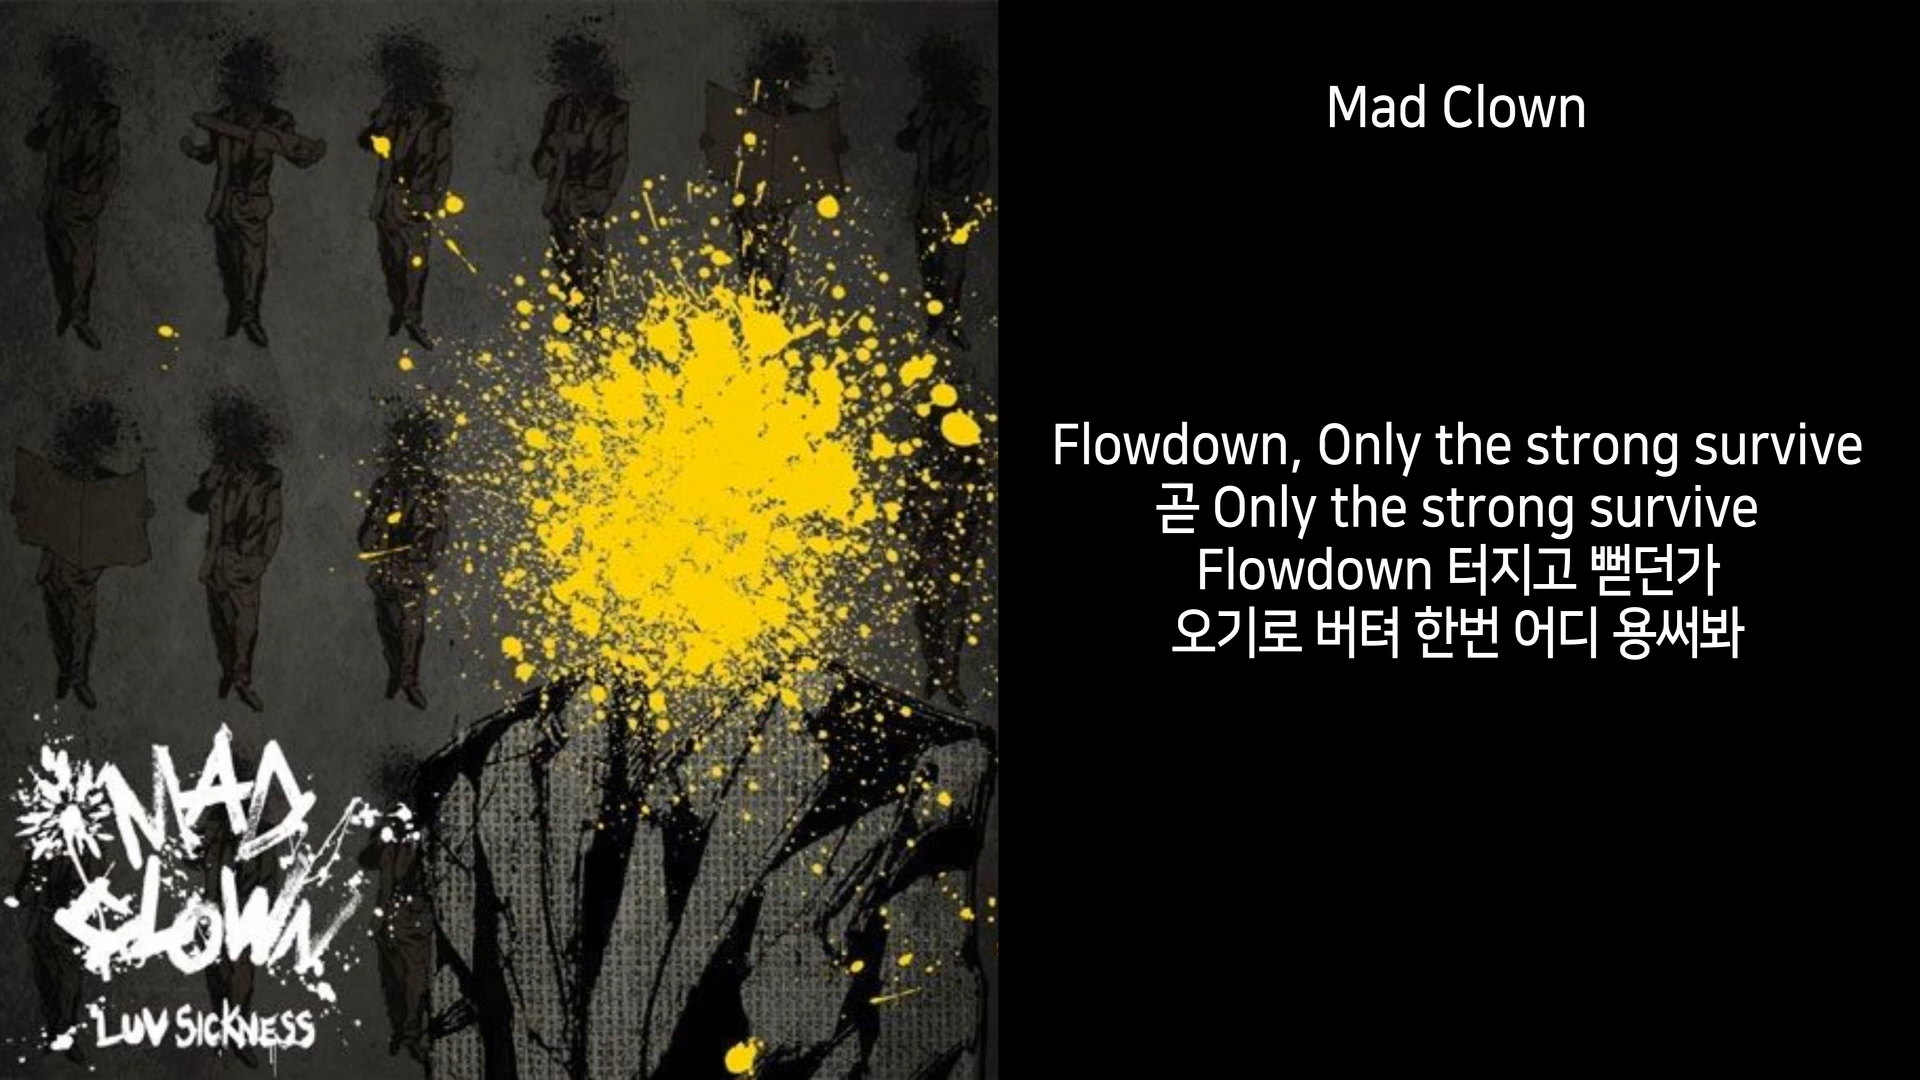 MAD
CLOWN
LUV SICKNESS
Mad Clown
Flowdown, Only the strong survive
곧 Only the strong survive
Flowdown 터지고 뻗던가
오기로 버텨 한번 어디 용써봐